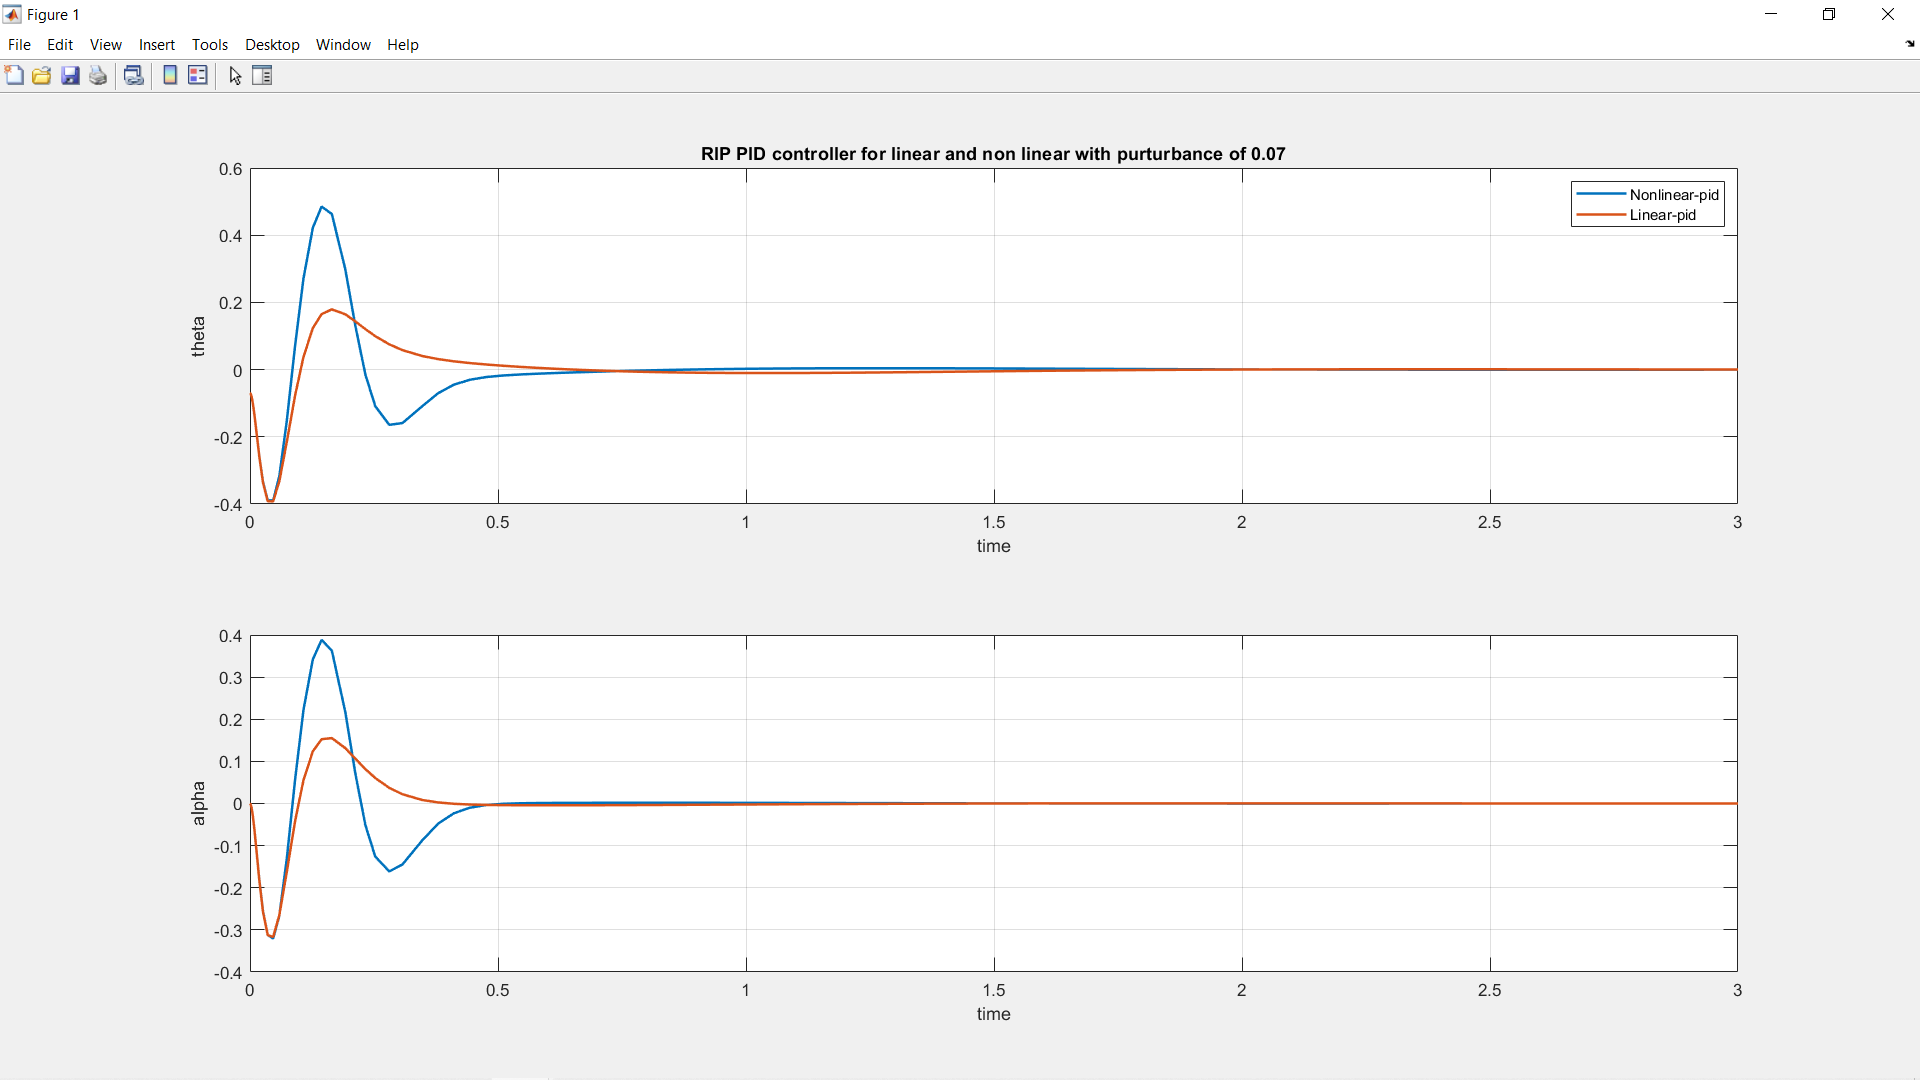 Figure 1
File Edit View Insert Tools Desktop Window Help
RIP PID controller for linear and non linear with purturbance of 0.07
0.6
0.4
0.2
0
-0.2
-0.4
theta
Nonlinear-pid
Linear-pid
0 0.5 1 1.5 2 2.5 3
time
0.4
0.3
0.2
0.1
0
-0.1
-0.2
-0.3
-0.4
alpha
0 0.5 1 1.5 2 2.5 3
time